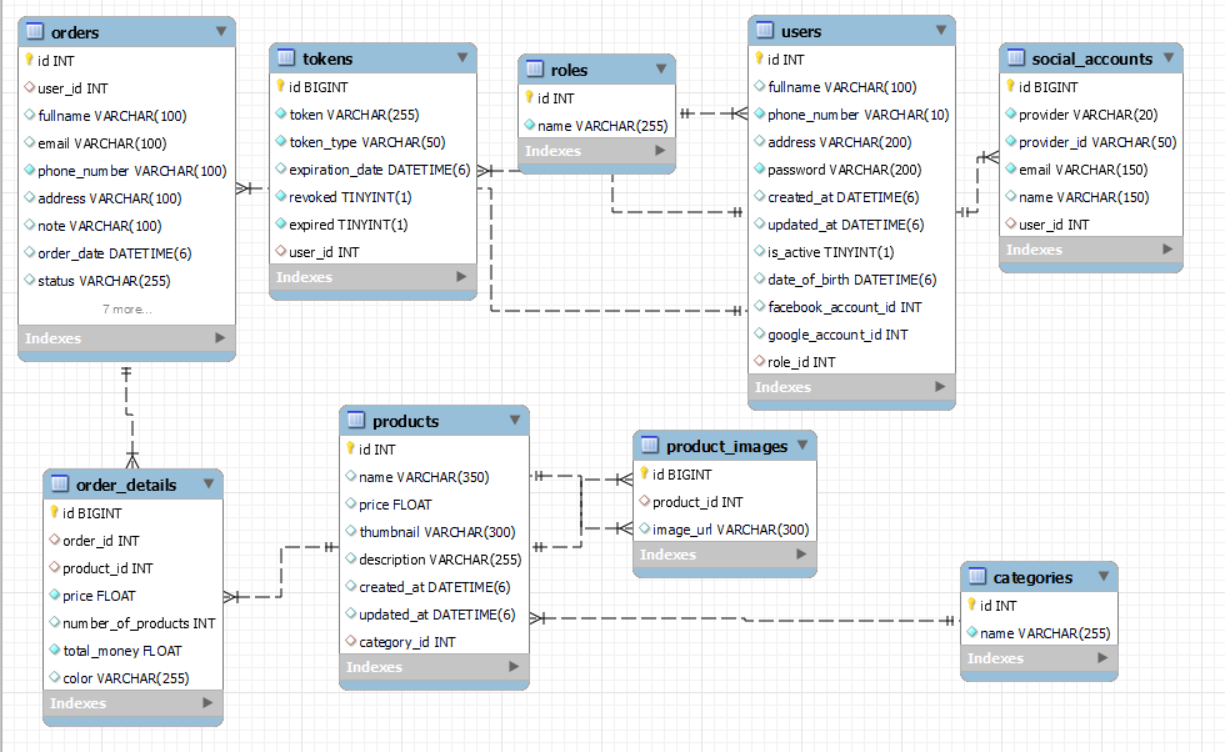 orders
id INT
user_id INT
fullname VARCHAR(100)
email VARCHAR(100)
phone_number VARCHAR(100)
address VARCHAR(100)
note VARCHAR(100)
order_date DATETIME(6)
status VARCHAR(255)
7 more...
Indexes
tokens
id BIGINT
token VARCHAR(255)
token_type VARCHAR(50)
expiration_date DATETIME(6)
revoked TINYINT(1)
expired TINYINT(1)
user_id INT
Indexes
roles
id INT
name VARCHAR(255)
Indexes
users
id INT
fullname VARCHAR(100)
phone_number VARCHAR(10)
address VARCHAR(200)
password VARCHAR(200)
created_at DATETIME(6)
updated_at DATETIME(6)
is_active TINYINT(1)
date_of_birth DATETIME(6)
facebook_account_id INT
google_account_id INT
role_id INT
Indexes
social_accounts
id BIGINT
provider VARCHAR(20)
provider_id VARCHAR(50)
email VARCHAR(150)
name VARCHAR(150)
user_id INT
Indexes
order_details
id BIGINT
order_id INT
product_id INT
price FLOAT
number_of_products INT
total_money FLOAT
color VARCHAR(255)
Indexes
products
id INT
name VARCHAR(350)
price FLOAT
thumbnail VARCHAR(300)
description VARCHAR(255)
created_at DATETIME(6)
updated_at DATETIME(6)
category_id INT
Indexes
product_images
id BIGINT
product_id INT
image_url VARCHAR(300)
Indexes
categories
id INT
name VARCHAR(255)
Indexes